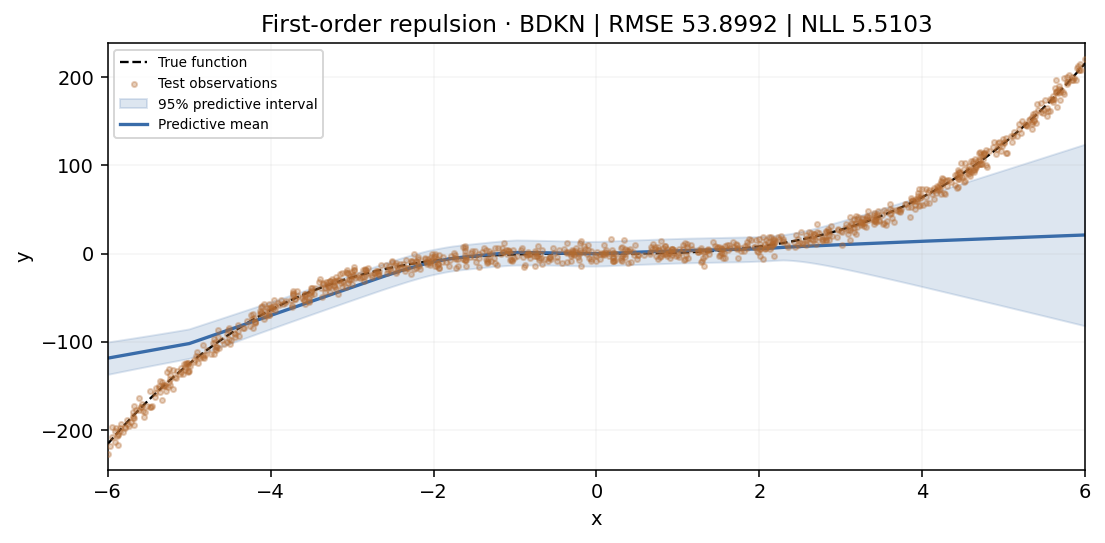 First-order repulsion · BDKN | RMSE 53.8992 | NLL 5.5103
True function
Test observations
95% predictive interval
Predictive mean
200
100
0
−100
−200
y
−6 −4 −2 0 2 4 6
x